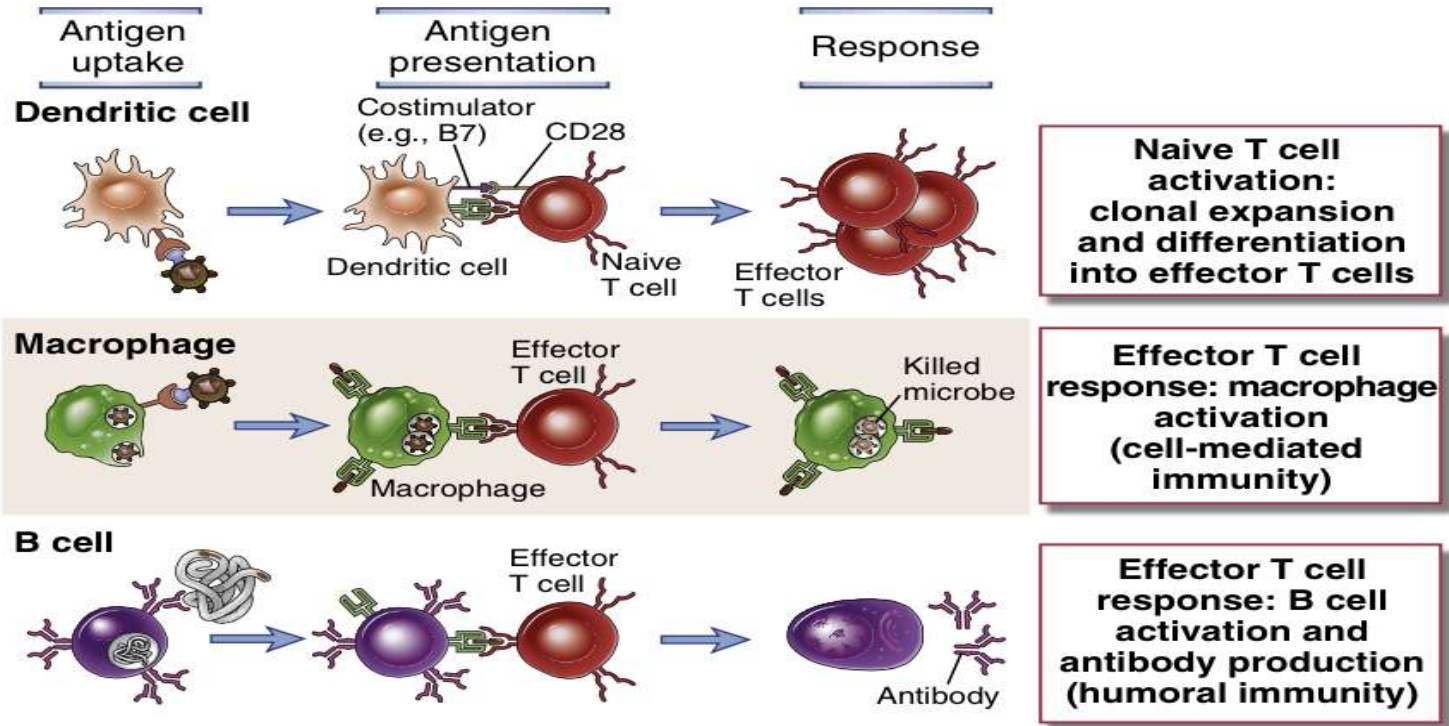 Antigen
uptake
Antigen
presentation
Response
Dendritic cell
Costimulator
(e.g., B7)
CD28
Dendritic cell
Naive
T cell
Effector
T cells
Naive T cell
activation:
clonal expansion
and differentiation
into effector T cells
Macrophage
Effector
T cell
Macrophage
Killed
microbe
Effector T cell
response: macrophage
activation
(cell-mediated
immunity)
B cell
Effector
T cell
Antibody
Effector T cell
response: B cell
activation and
antibody production
(humoral immunity)